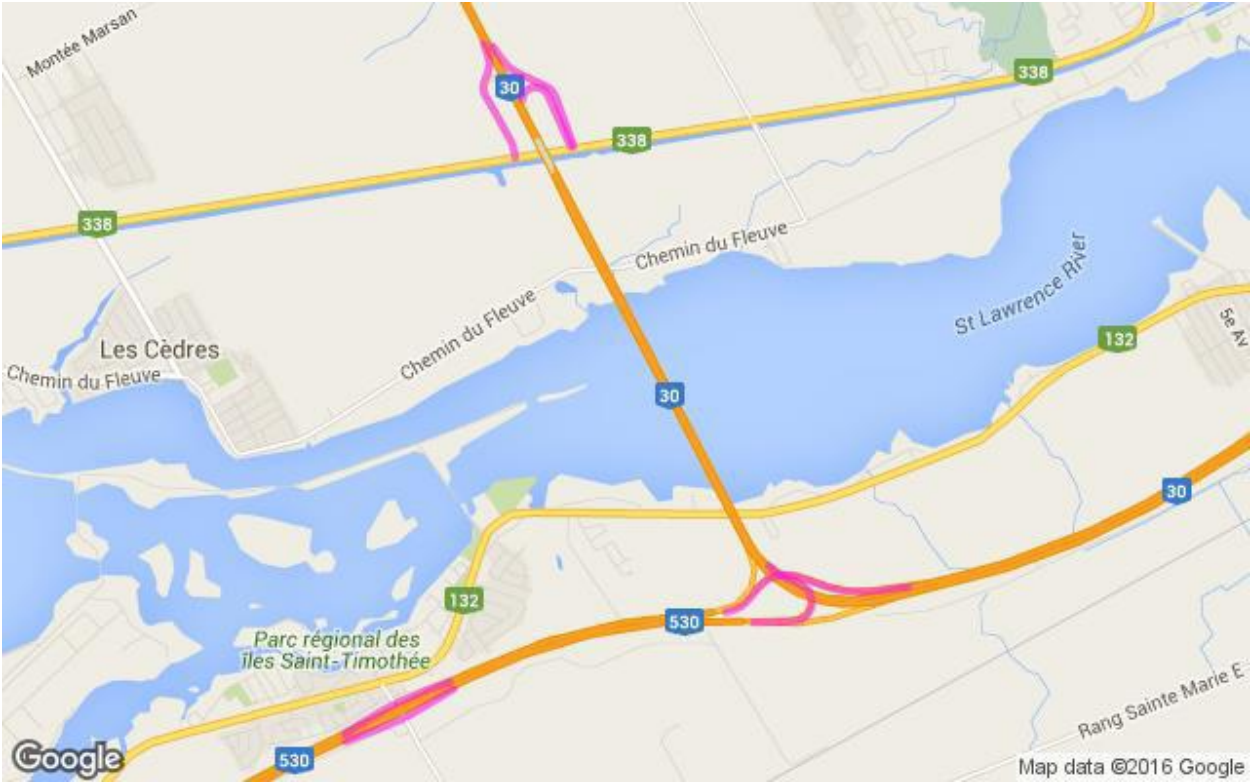 Montée Marsan
30
338
338
338
Chemin du Fleuve
St Lawrence River
Chemin du Fleuve
5e Av
132
Les Cèdres
Chemin du Fleuve
30
30
132
530
Parc régional des
îles Saint-Timothée
Rang Sainte Marie E
530
Google
Map data ©2016 Google